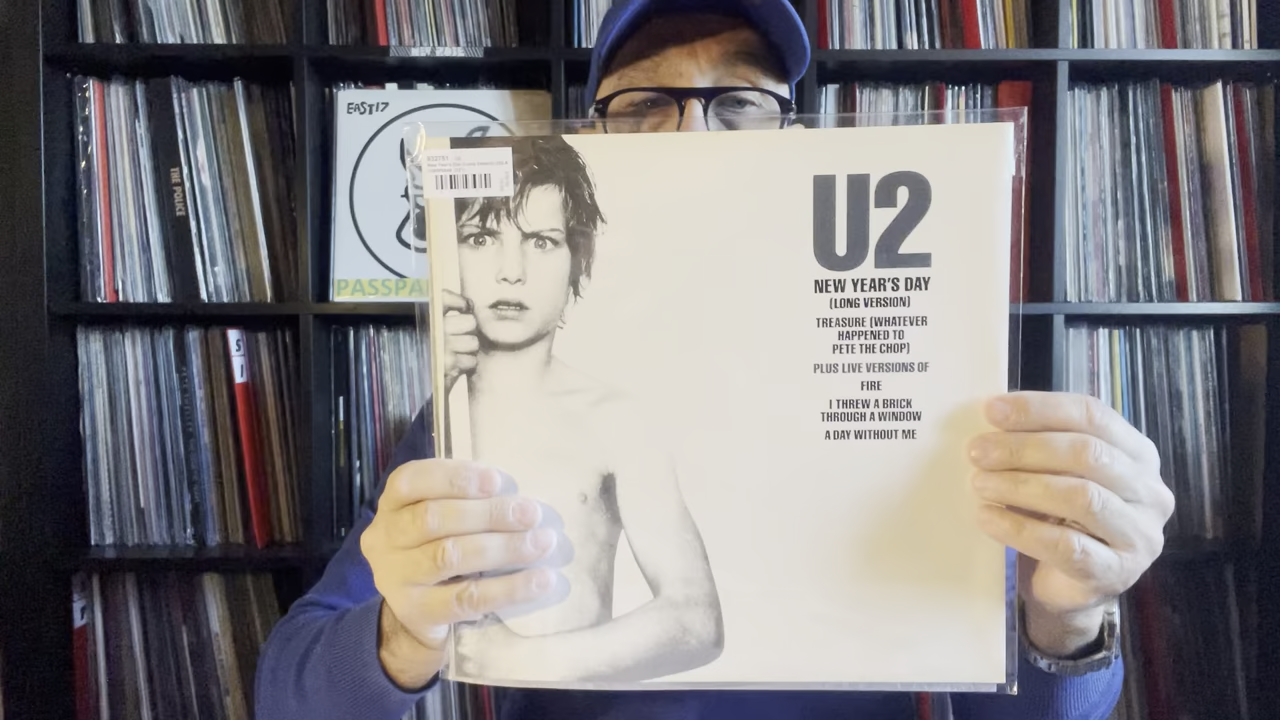 EAST17
THE POLICE
PASSPA
U2
NEW YEAR'S DAY
(LONG VERSION)
TREASURE (WHATEVER
HAPPENED TO
PETE THE CHOP)
PLUS LIVE VERSIONS OF
FIRE
I THREW A BRICK
THROUGH A WINDOW
A DAY WITHOUT ME